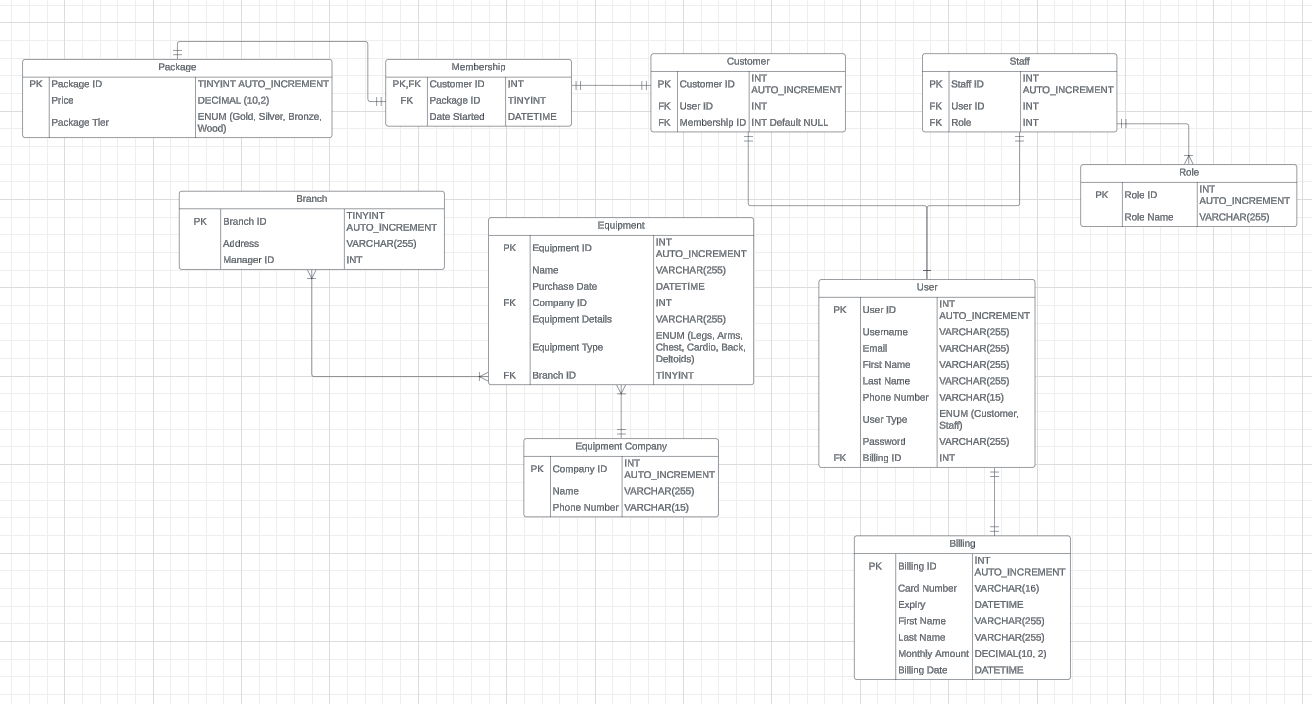 Package
PK Package ID TINYINT AUTO_INCREMENT
Price DECIMAL (10,2)
Package Tier ENUM (Gold, Silver, Bronze,
Wood)
Membership
PK,FK Customer ID INT
FK Package ID TINYINT
Date Started DATETIME
Customer
PK Customer ID INT
AUTO_INCREMENT
FK User ID INT
FK Membership ID INT Default NULL
Staff
PK Staff ID INT
AUTO_INCREMENT
FK User ID INT
FK Role INT
Role
PK Role ID INT
AUTO_INCREMENT
Role Name VARCHAR(255)
Branch
PK Branch ID TINYINT
AUTO_INCREMENT
Address VARCHAR(255)
Manager ID INT
Equipment
PK Equipment ID INT
AUTO_INCREMENT
Name VARCHAR(255)
Purchase Date DATETIME
FK Company ID INT
Equipment Details VARCHAR(255)
Equipment Type ENUM (Legs, Arms,
Chest, Cardio, Back,
Deltoids)
FK Branch ID TINYINT
User
PK User ID INT
AUTO_INCREMENT
Username VARCHAR(255)
Email VARCHAR(255)
First Name VARCHAR(255)
Last Name VARCHAR(255)
Phone Number VARCHAR(15)
User Type ENUM (Customer,
Staff)
Password VARCHAR(255)
FK Billing ID INT
Equipment Company
PK Company ID INT
AUTO_INCREMENT
Name VARCHAR(255)
Phone Number VARCHAR(15)
Billing
PK Billing ID INT
AUTO_INCREMENT
Card Number VARCHAR(16)
Expiry DATETIME
First Name VARCHAR(255)
Last Name VARCHAR(255)
Monthly Amount DECIMAL(10, 2)
Billing Date DATETIME